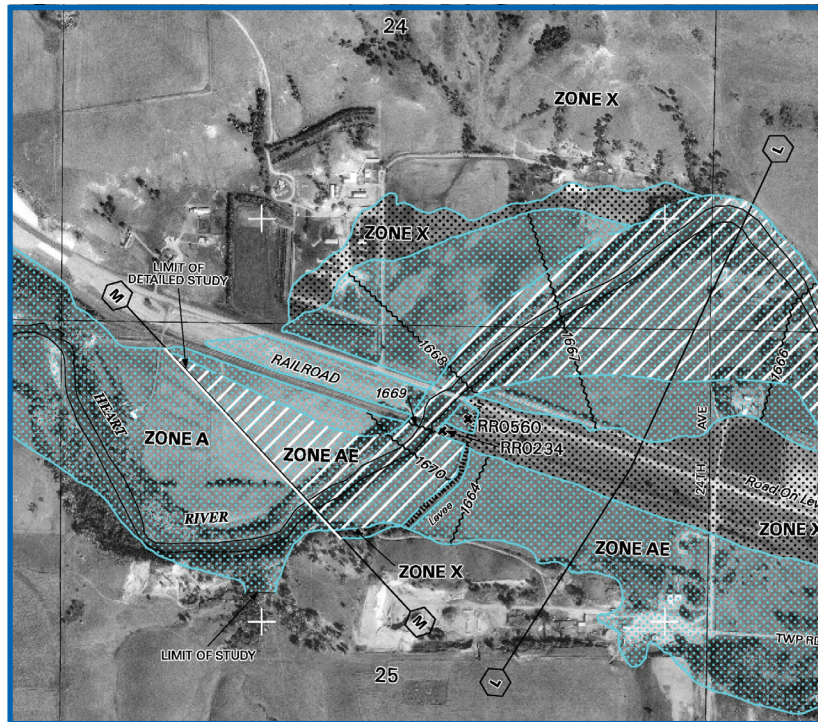 24
ZONE X
L
ZONE X
LIMIT OF
DETAILED STUDY
M
1668
1667
1666
RAILROAD
1669
HEART
ZONE A
ZONE AE
RR0560
RR0234
AVE
24TH
1670
1664
Levee
Road On Lev
RIVER
ZONE AE
ZONE X
ZONE X
M
LIMIT OF STUDY
TWP RD
25
L